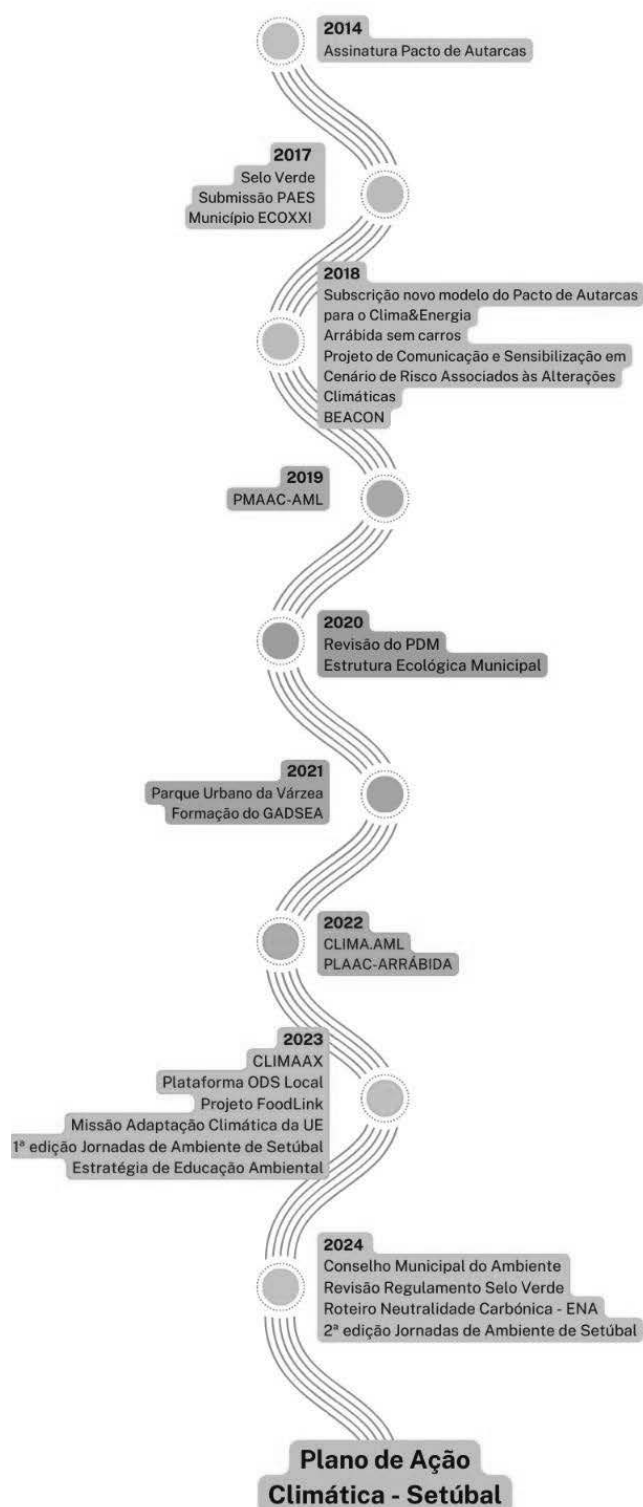 2014
Assinatura Pacto de Autarcas
2017
Selo Verde
Submissão PAES
Município ECOXXI
2018
Subscrição novo modelo do Pacto de Autarcas
para o Clima&Energia
Arrábida sem carros
Projeto de Comunicação e Sensibilização em
Cenário de Risco Associados às Alterações
Climáticas
BEACON
2019
PMAAC-AML
2020
Revisão do PDM
Estrutura Ecológica Municipal
2021
Parque Urbano da Várzea
Formação do GADSEA
2022
CLIMA.AML
PLAAC-ARRÁBIDA
2023
CLIMAAX
Plataforma ODS Local
Projeto FoodLink
Missão Adaptação Climática da UE
1ª edição Jornadas de Ambiente de Setúbal
Estratégia de Educação Ambiental
2024
Conselho Municipal do Ambiente
Revisão Regulamento Selo Verde
Roteiro Neutralidade Carbónica - ENA
2ª edição Jornadas de Ambiente de Setúbal
Plano de Ação
Climática - Setúbal